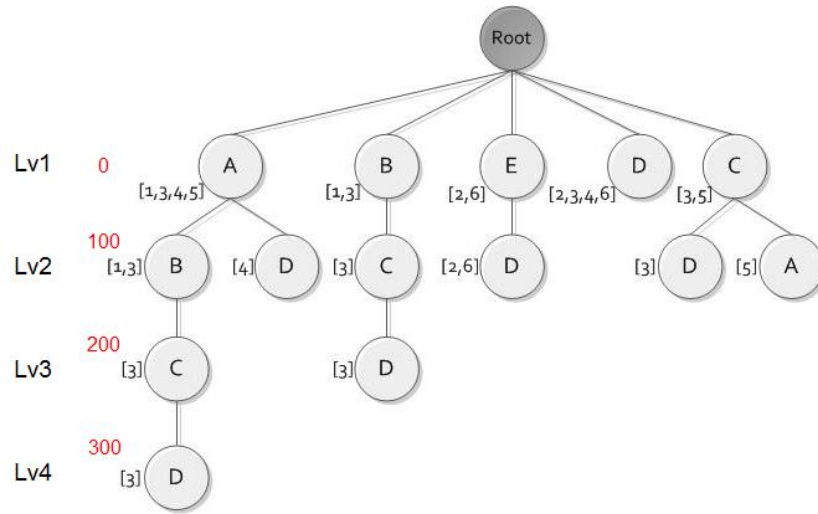 Root
Lv1 0 A B E D C
[1,3,4,5] [1,3] [2,6] [2,3,4,6] [3,5]
100
Lv2 [1,3] B [4] D [3] C [2,6] D [3] D [5] A
200
Lv3 [3] C [3] D
300
Lv4 [3] D